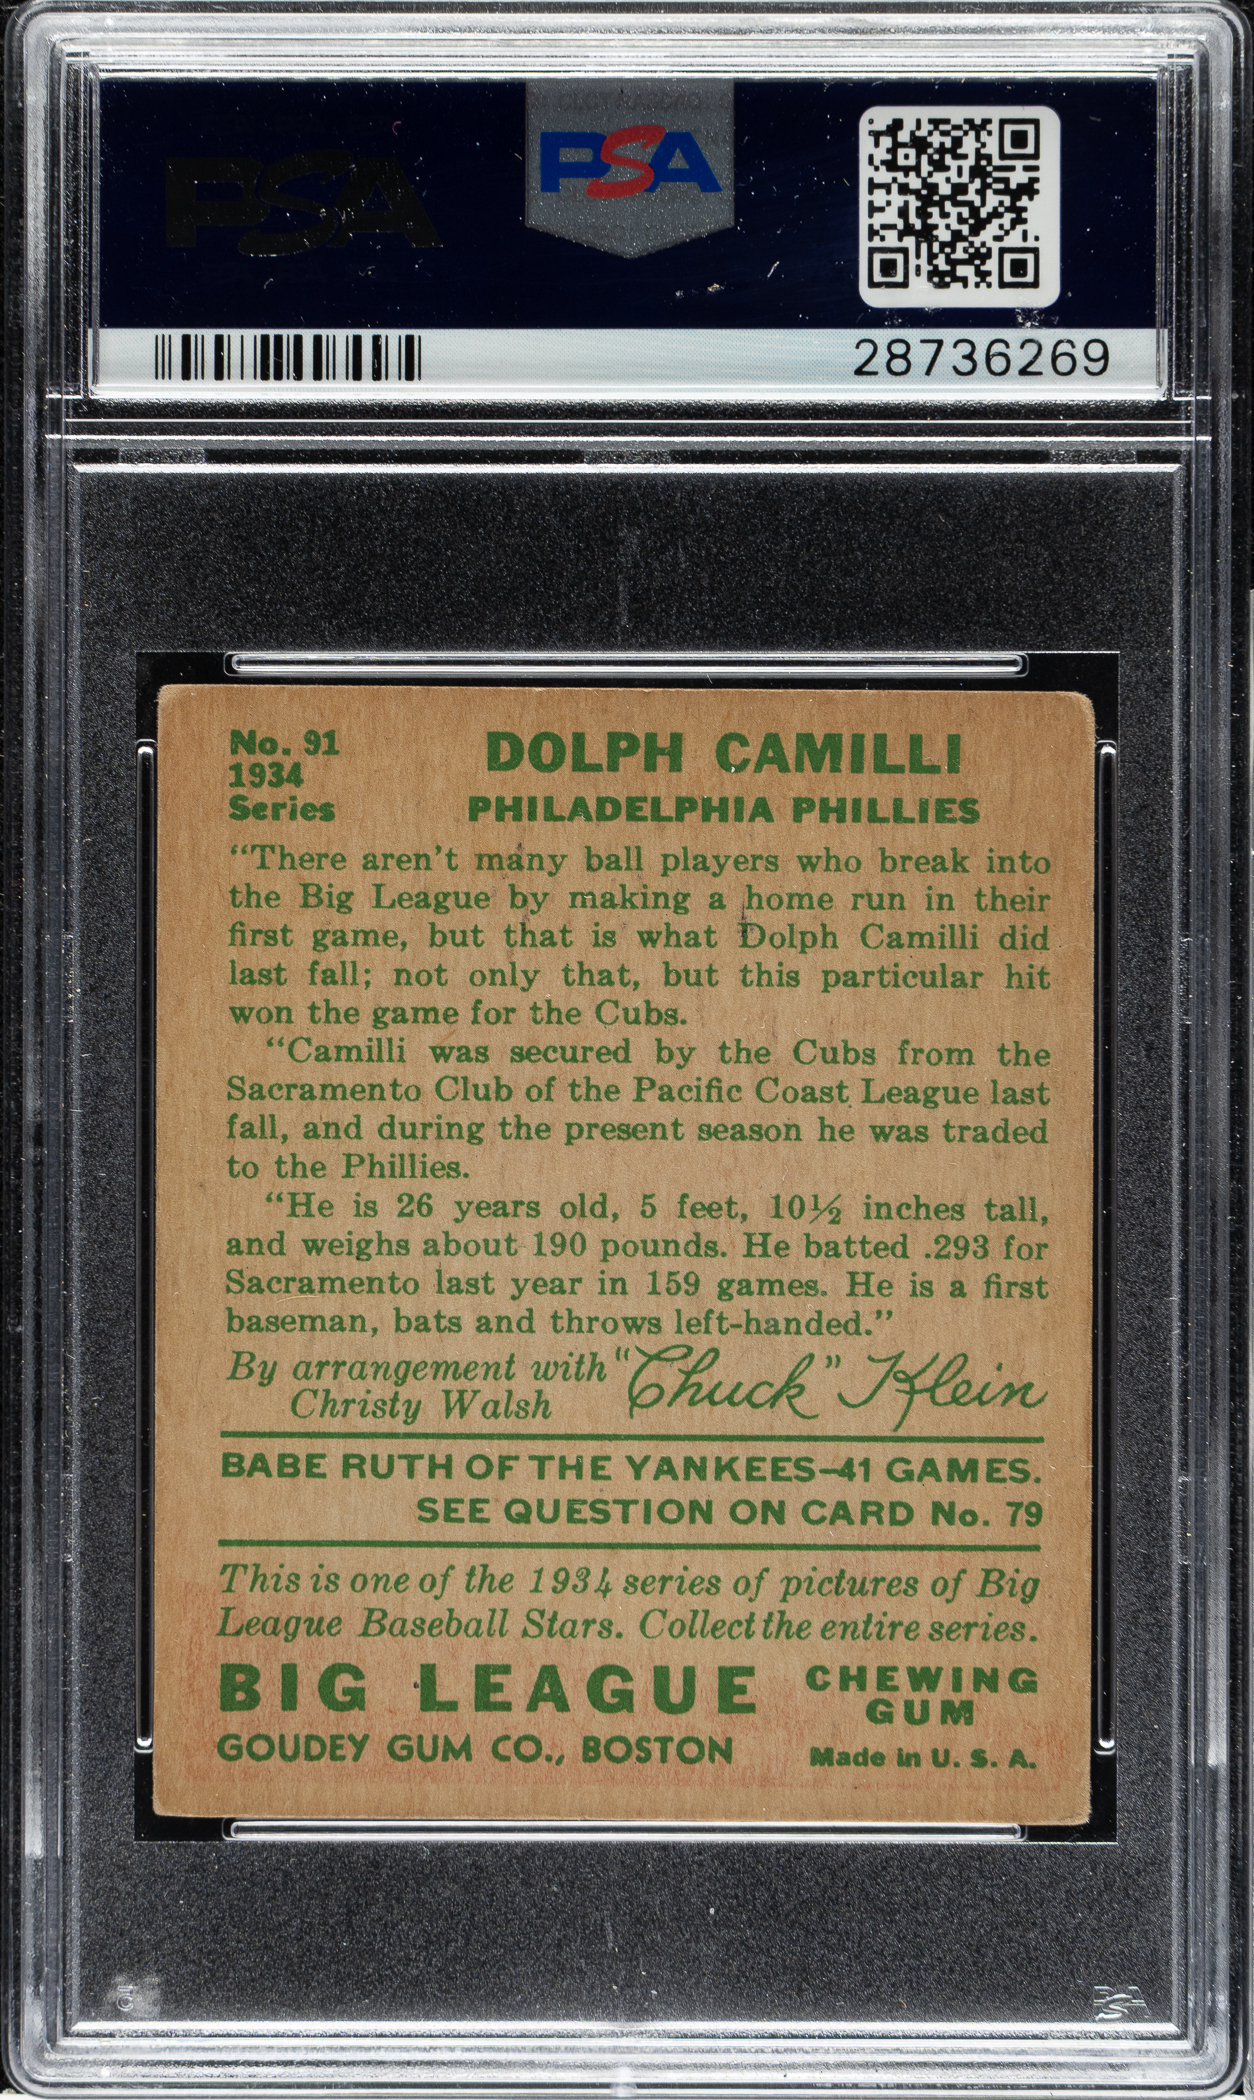 PSA
PSA
28736269
No. 91
1934
Series
DOLPH CAMILLI
PHILADELPHIA PHILLIES
“There aren't many ball players who break into
the Big League by making a home run in their
first game, but that is what Dolph Camilli did
last fall; not only that, but this particular hit
won the game for the Cubs.
“Camilli was secured by the Cubs from the
Sacramento Club of the Pacific Coast League last
fall, and during the present season he was traded
to the Phillies.
“He is 26 years old, 5 feet, 10½ inches tall,
and weighs about 190 pounds. He batted .293 for
Sacramento last year in 159 games. He is a first
baseman, bats and throws left-handed.”
By arrangement with “Chuck” Klein
Christy Walsh
BABE RUTH OF THE YANKEES—41 GAMES.
SEE QUESTION ON CARD No. 79
This is one of the 1934 series of pictures of Big
League Baseball Stars. Collect the entire series.
BIG LEAGUE CHEWING GUM
GOUDEY GUM CO., BOSTON
Made in U. S. A.
PSA